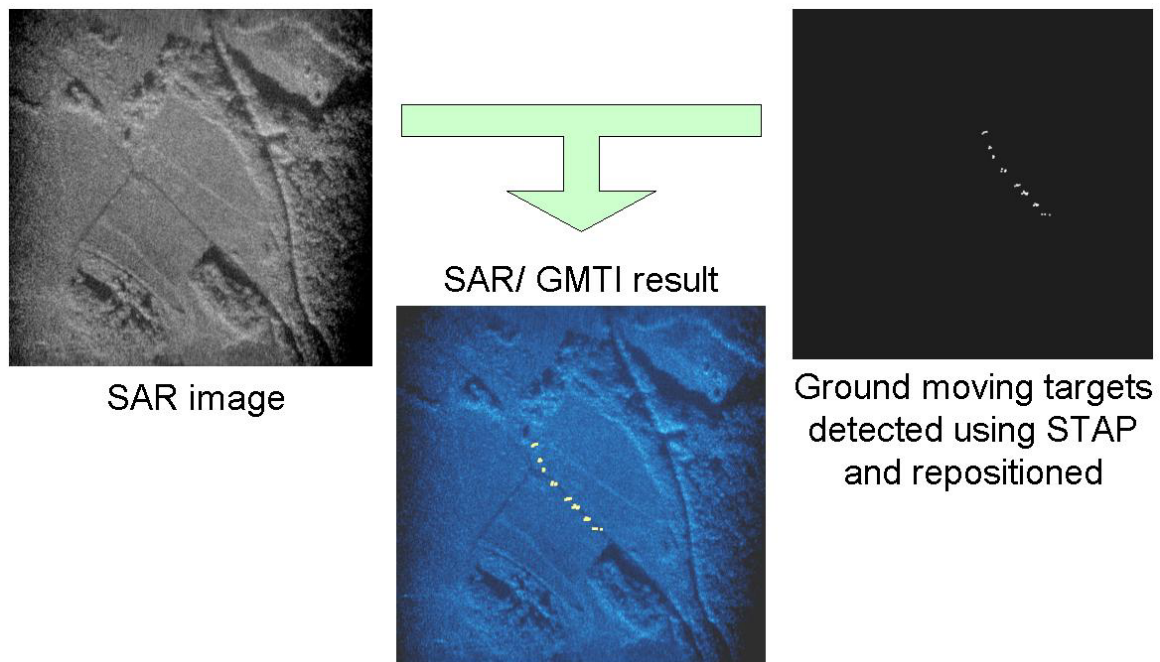 SAR/ GMTI result
SAR image
Ground moving targets
detected using STAP
and repositioned